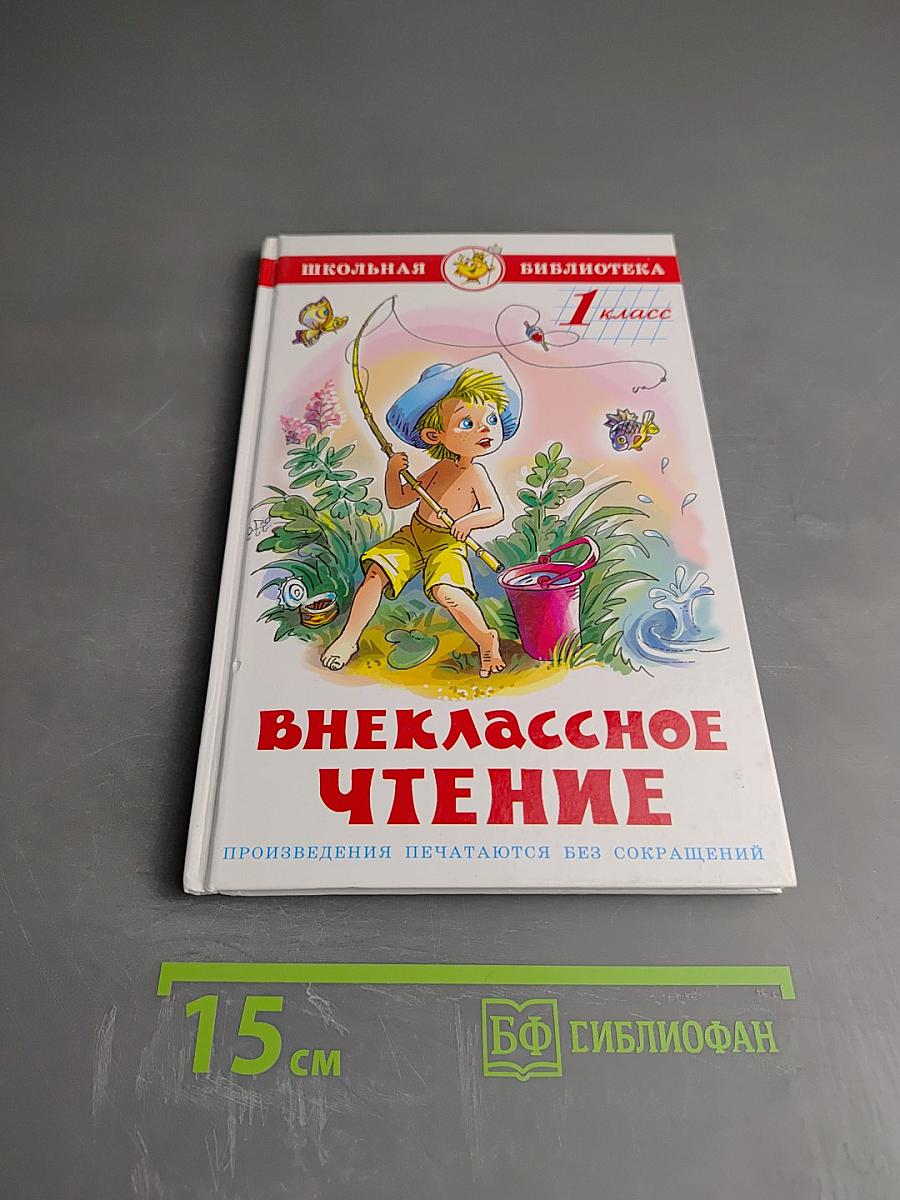 ШКОЛЬНАЯ БИБЛИОТЕКА
1 класс
ВНЕКЛАССНОЕ
ЧТЕНИЕ
ПРОИЗВЕДЕНИЯ ПЕЧАТАЮТСЯ БЕЗ СОКРАЩЕНИЙ
15 см
БФ БИБЛИОФАН